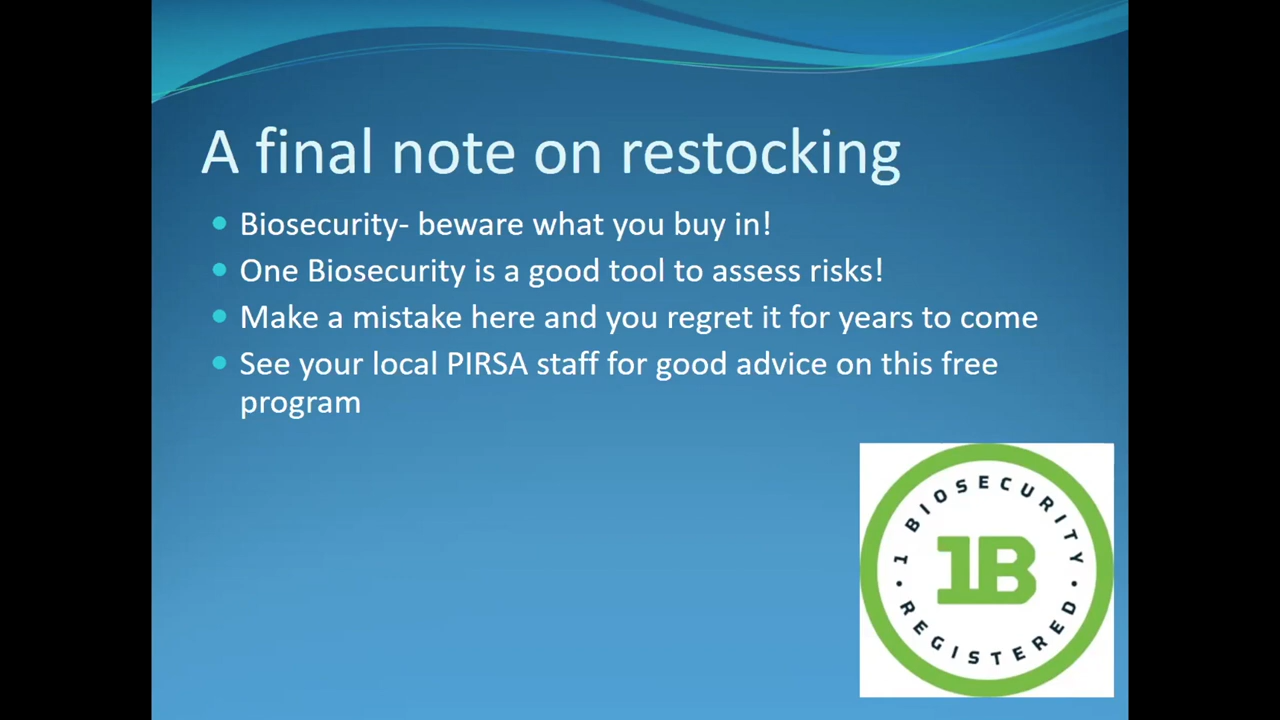 A final note on restocking
Biosecurity- beware what you buy in!
One Biosecurity is a good tool to assess risks!
Make a mistake here and you regret it for years to come
See your local PIRSA staff for good advice on this free
program
1 BIOSECURITY
1B
• REGISTERED •